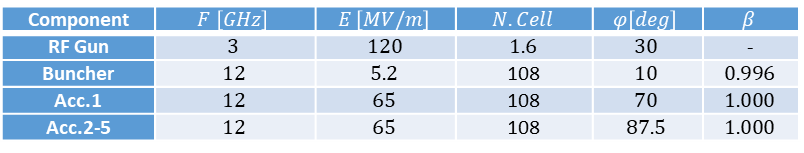 Component F [GHz] E [MV/m] N. Cell φ[deg] β
RF Gun 3 120 1.6 30 -
Buncher 12 5.2 108 10 0.996
Acc.1 12 65 108 70 1.000
Acc.2-5 12 65 108 87.5 1.000